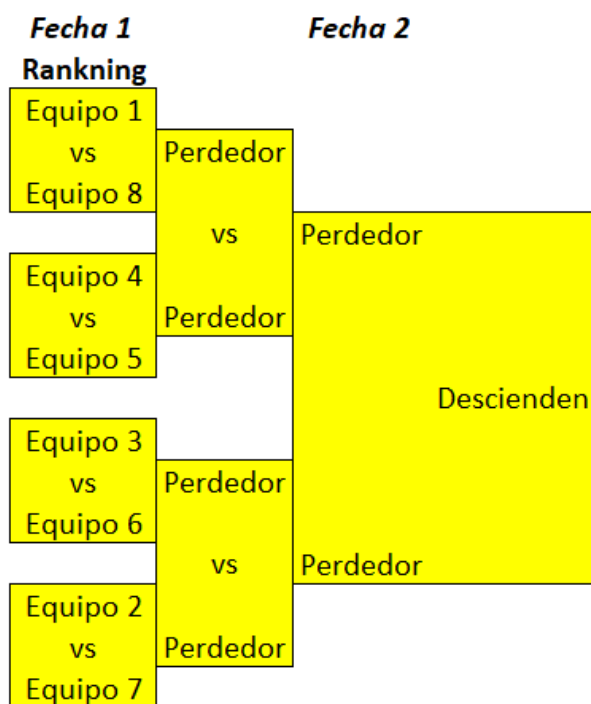 Fecha 1
Fecha 2
Rankning
Equipo 1
vs
Equipo 8
Equipo 4
vs
Equipo 5
Equipo 3
vs
Equipo 6
Equipo 2
vs
Equipo 7
Perdedor
vs
Perdedor
Perdedor
vs
Perdedor
Perdedor
Descienden
Perdedor